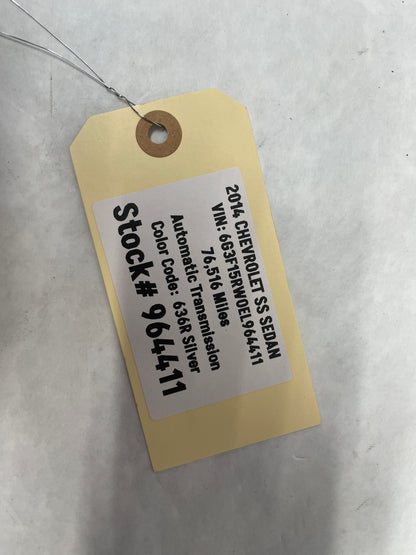 2014 CHEVROLET SS SEDAN
VIN: 6G3F15RW0EL964411
76,516 Miles
Automatic Transmission
Color Code: 636R Silver
Stock# 964411